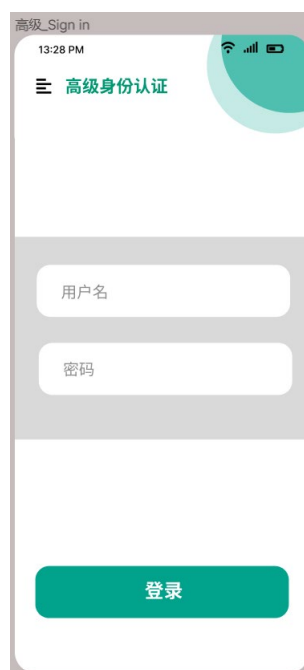 高级_Sign in
13:28 PM
高级身份认证
用户名
密码
登录